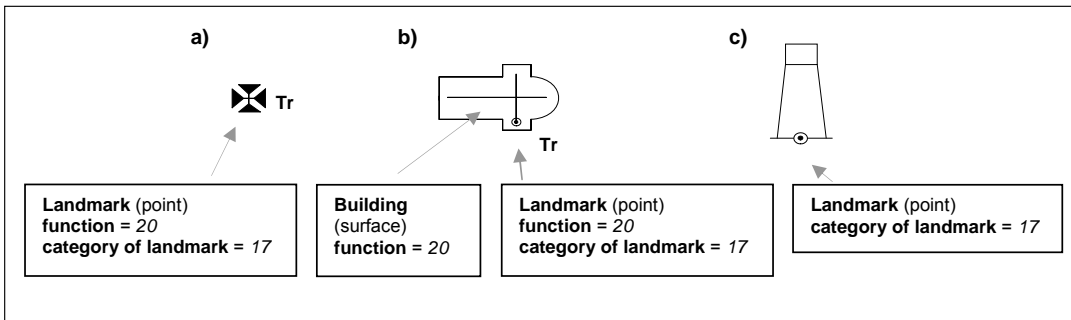 a)
b)
c)
Tr
Tr
Landmark (point)
function = 20
category of landmark = 17
Building
(surface)
function = 20
Landmark (point)
function = 20
category of landmark = 17
Landmark (point)
category of landmark = 17